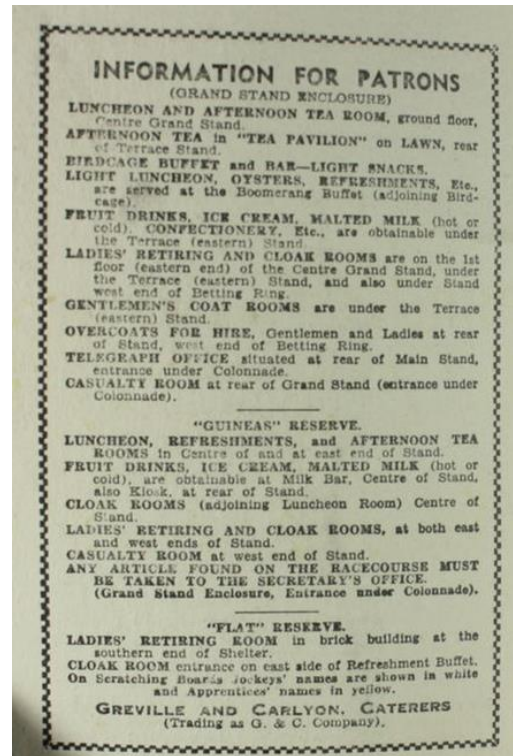 INFORMATION FOR PATRONS
(GRAND STAND ENCLOSURE)
LUNCHEON AND AFTERNOON TEA ROOM, ground floor,
Centre Grand Stand.
AFTERNOON TEA in "TEA PAVILION" on LAWN, rear
of Terrace Stand.
BIRDCAGE BUFFET and BAR—LIGHT SNACKS.
LIGHT LUNCHEON, OYSTERS, REFRESHMENTS, Etc.,
are served at the Boomerang Buffet (adjoining Bird-
cage).
FRUIT DRINKS, ICE CREAM, MALTED MILK (hot or
cold), CONFECTIONERY, Etc., are obtainable under
the Terrace (eastern) Stand.
LADIES' RETIRING AND CLOAK ROOMS are on the 1st
floor (eastern end) of the Centre Grand Stand, under
the Terrace (eastern) Stand, and also under Stand
west end of Betting Ring.
GENTLEMEN'S COAT ROOMS are under the Terrace
(eastern) Stand.
OVERCOATS FOR HIRE, Gentlemen and Ladies at rear
of Stand, west end of Betting Ring.
TELEGRAPH OFFICE situated at rear of Main Stand,
entrance under Colonnade.
CASUALTY ROOM at rear of Grand Stand (entrance under
Colonnade).
"GUINEAS" RESERVE.
LUNCHEON, REFRESHMENTS, and AFTERNOON TEA
ROOMS in Centre of and at east end of Stand.
FRUIT DRINKS, ICE CREAM, MALTED MILK (hot or
cold), are obtainable at Milk Bar, Centre of Stand,
also Kiosk, at rear of Stand.
CLOAK ROOMS (adjoining Luncheon Room) Centre of
Stand.
LADIES' RETIRING AND CLOAK ROOMS, at both east
and west ends of Stand.
CASUALTY ROOM at west end of Stand.
ANY ARTICLE FOUND ON THE RACECOURSE MUST
BE TAKEN TO THE SECRETARY'S OFFICE.
(Grand Stand Enclosure, Entrance under Colonnade).
"FLAT" RESERVE.
LADIES' RETIRING ROOM in brick building at the
southern end of Shelter.
CLOAK ROOM entrance on east side of Refreshment Buffet.
On Scratching Boards Jockeys' names are shown in white
and Apprentices' names in yellow.
GREVILLE AND CARLYON, CATERERS
(Trading as G. & C. Company).